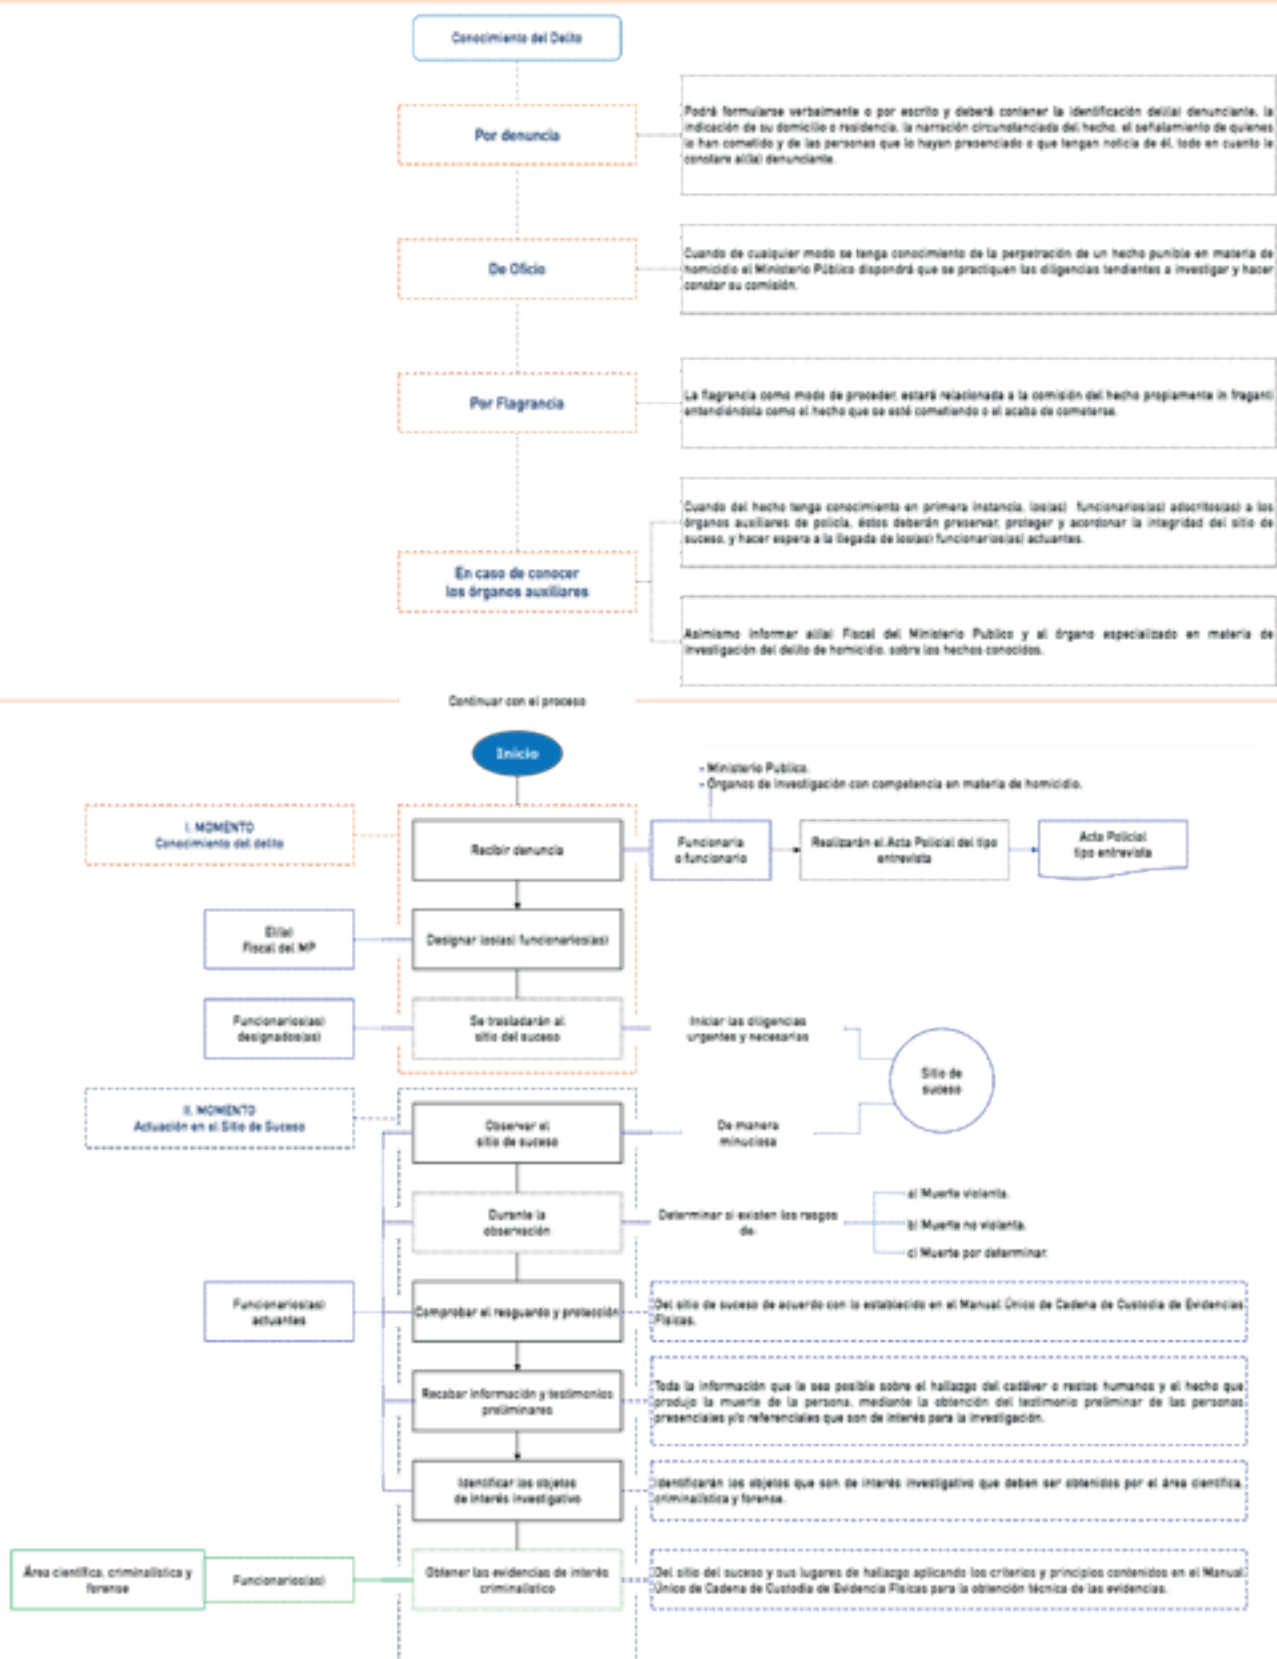 Conocimiento del Delito
Por denuncia
Podrá formularse verbalmente o por escrito y deberá contener la identificación del(la) denunciante, la
indicación de su domicilio o residencia, la narración circunstanciada del hecho, el señalamiento de quienes
lo han cometido y de las personas que lo hayan presenciado o que tengan noticia de él, todo en cuanto le
constare al(la) denunciante.
De Oficio
Cuando de cualquier modo se tenga conocimiento de la perpetración de un hecho punible en materia de
homicidio el Ministerio Público dispondrá que se practiquen las diligencias tendientes a investigar y hacer
constar su comisión.
Por Flagrancia
La flagrancia como modo de proceder, estará relacionada a la comisión del hecho propiamente in fraganti
entendiéndola como el hecho que se esté cometiendo o el acaba de cometerse.
En caso de conocer
los órganos auxiliares
Cuando del hecho tenga conocimiento en primera instancia, los(as) funcionarios(as) adscritos(as) a los
órganos auxiliares de policía, éstos deberán preservar, proteger y acordonar la integridad del sitio de
suceso, y hacer espera a la llegada de los(as) funcionarios(as) actuantes.
Asimismo informar al(la) Fiscal del Ministerio Publico y al órgano especializado en materia de
investigación del delito de homicidio, sobre los hechos conocidos.
Continuar con el proceso
Inicio
- Ministerio Publico.
- Órganos de investigación con competencia en materia de homicidio.
I. MOMENTO
Conocimiento del delito
Recibir denuncia
Funcionaria
o funcionario
Realizarán el Acta Policial del tipo
entrevista
Acta Policial
tipo entrevista
El(la)
Fiscal del MP
Designar los(as) funcionarios(as)
Funcionarios(as)
designados(as)
Se trasladarán al
sitio del suceso
Iniciar las diligencias
urgentes y necesarias
Sitio de
suceso
II. MOMENTO
Actuación en el Sitio de Suceso
Observar el
sitio de suceso
De manera
minuciosa
Durante la
observación
Determinar si existen los rasgos
de:
a) Muerte violenta.
b) Muerte no violenta.
c) Muerte por determinar.
Funcionarios(as)
actuantes
Comprobar el resguardo y protección
Del sitio de suceso de acuerdo con lo establecido en el Manual Único de Cadena de Custodia de Evidencias
Físicas.
Recabar información y testimonios
preliminares
Toda la información que la sea posible sobre el hallazgo del cadáver o restos humanos y el hecho que
produjo la muerte de la persona, mediante la obtención del testimonio preliminar de las personas
presenciales y/o referenciales que son de interés para la investigación.
Identificar los objetos
de interés investigativo
Identificarán los objetos que son de interés investigativo que deben ser obtenidos por el área científica,
criminalística y forense.
Área científica, criminalística y
forense
Funcionarios(as)
Obtener las evidencias de interés
criminalístico
Del sitio del suceso y sus lugares de hallazgo aplicando los criterios y principios contenidos en el Manual
Único de Cadena de Custodia de Evidencia Físicas para la obtención técnica de las evidencias.